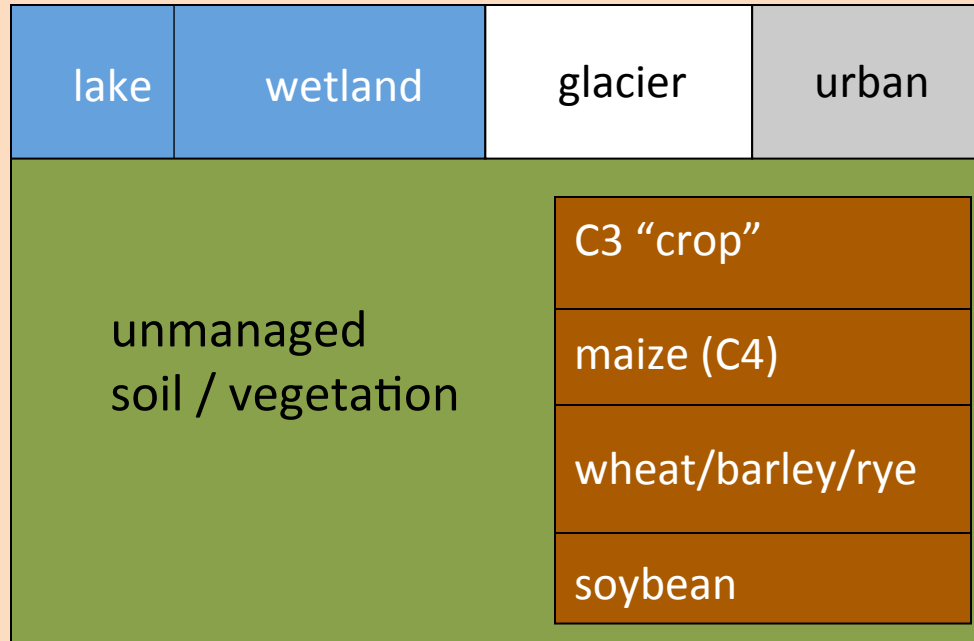 lake
wetland
glacier
urban
unmanaged
soil / vegetation
C3 “crop”
maize (C4)
wheat/barley/rye
soybean